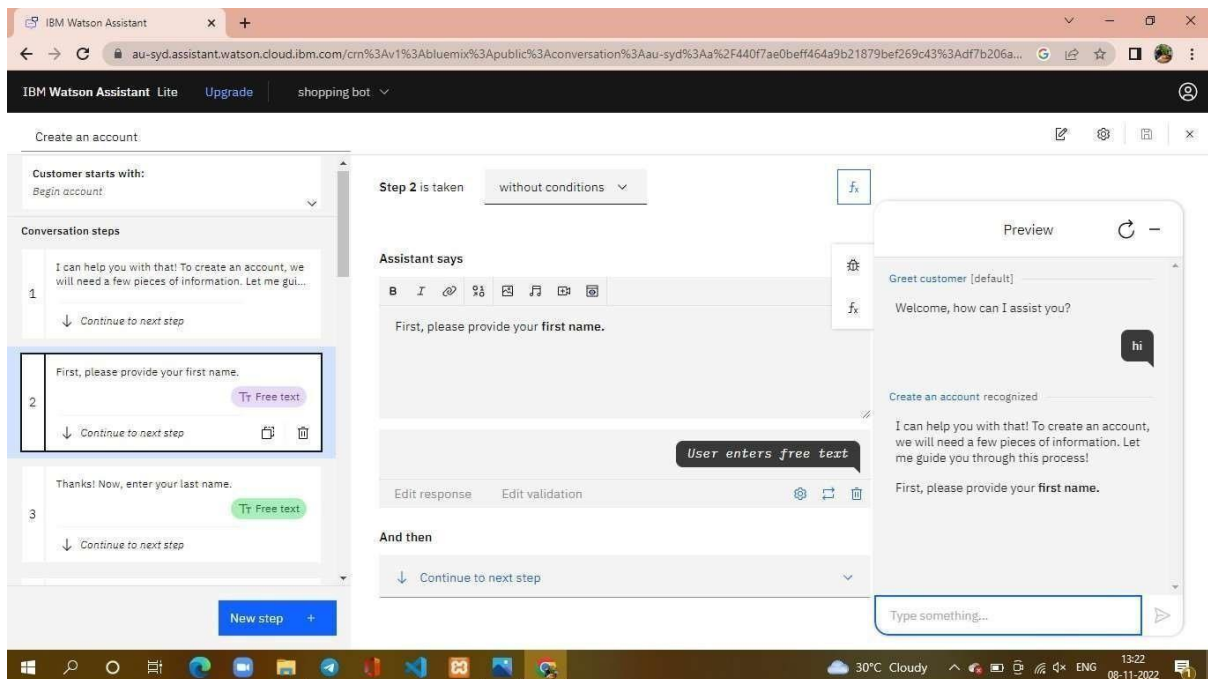 IBM Watson Assistant
au-syd.assistant.watson.cloud.ibm.com/crn%3Av1%3Abluemix%3Apublic%3Aconversation%3Aau-syd%3Aa%2F440f7ae0beff464a9b21879bef269c43%3Adf7b206a...
IBM Watson Assistant Lite Upgrade shopping bot
Create an account
Customer starts with:
Begin account
Conversation steps
1
I can help you with that! To create an account, we
will need a few pieces of information. Let me gui...
Continue to next step
2
First, please provide your first name.
Tт Free text
Continue to next step
3
Thanks! Now, enter your last name.
Tт Free text
Continue to next step
New step +
Step 2 is taken without conditions
fx
Assistant says
B I
fx
First, please provide your first name.
User enters free text
Edit response Edit validation
And then
Continue to next step
Preview
Greet customer [default]
Welcome, how can I assist you?
hi
Create an account recognized
I can help you with that! To create an account,
we will need a few pieces of information. Let
me guide you through this process!
First, please provide your first name.
Type something...
30°C Cloudy ENG 13:22
08-11-2022